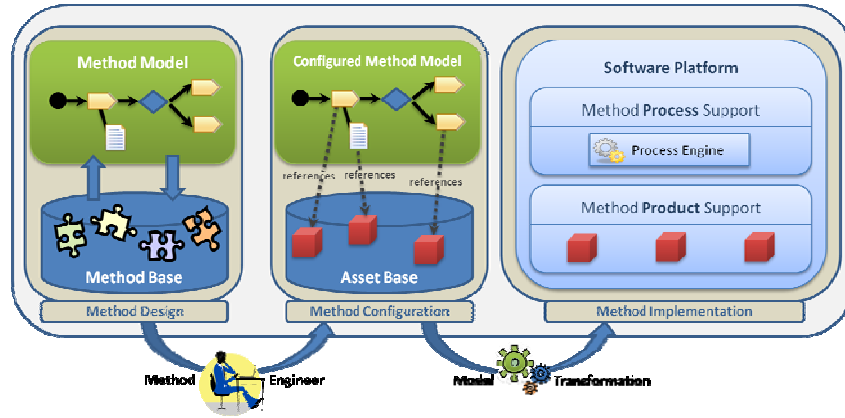 Method Model
Method Base
Method Design
Configured Method Model
references
references
references
Asset Base
Method Configuration
Software Platform
Method Process Support
Process Engine
Method Product Support
Method Implementation
Method Engineer
Model Transformation